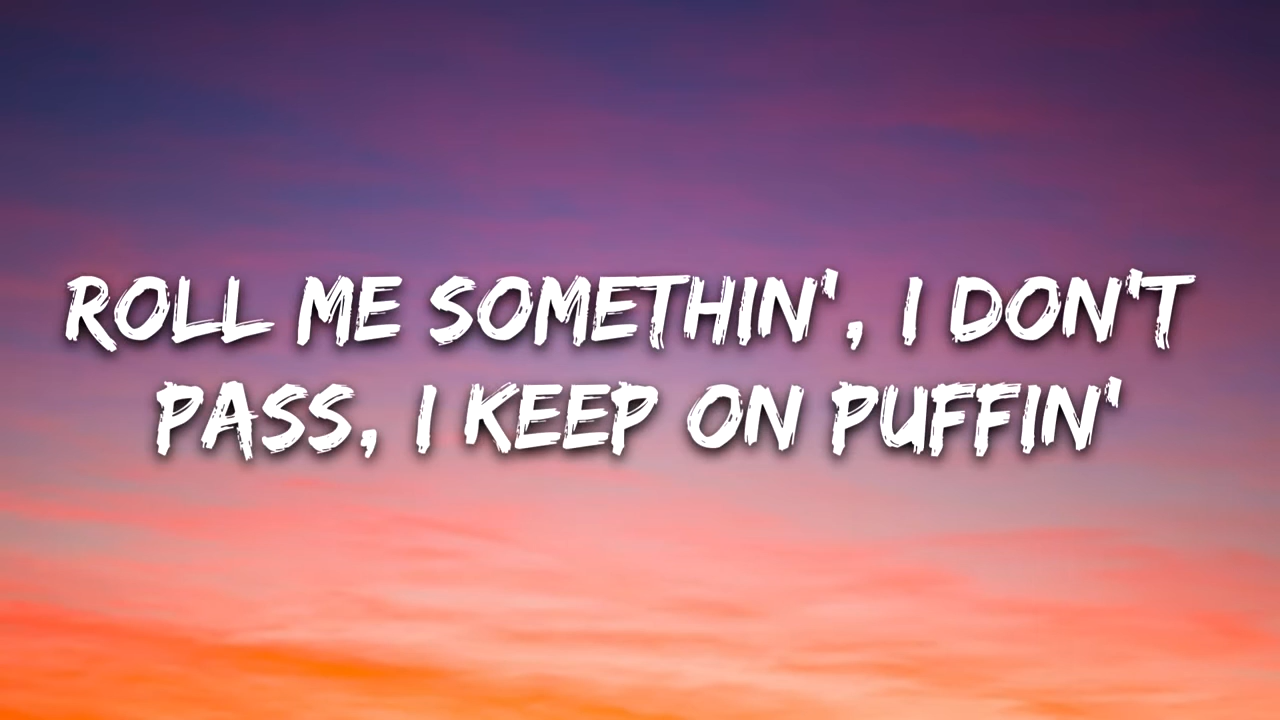 ROLL ME SOMETHIN', I DON'T
PASS, I KEEP ON PUFFIN'